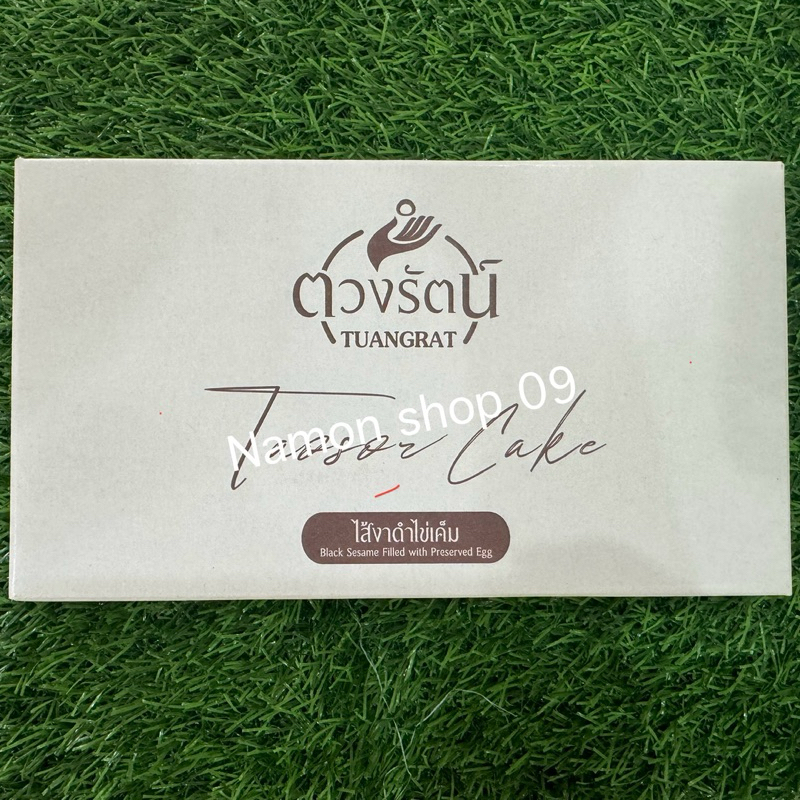 ตวงรัตน์
TUANGRAT
Tresor Cake
Namon shop 09
ไส้งาดำไข่เค็ม
Black Sesame Filled with Preserved Egg